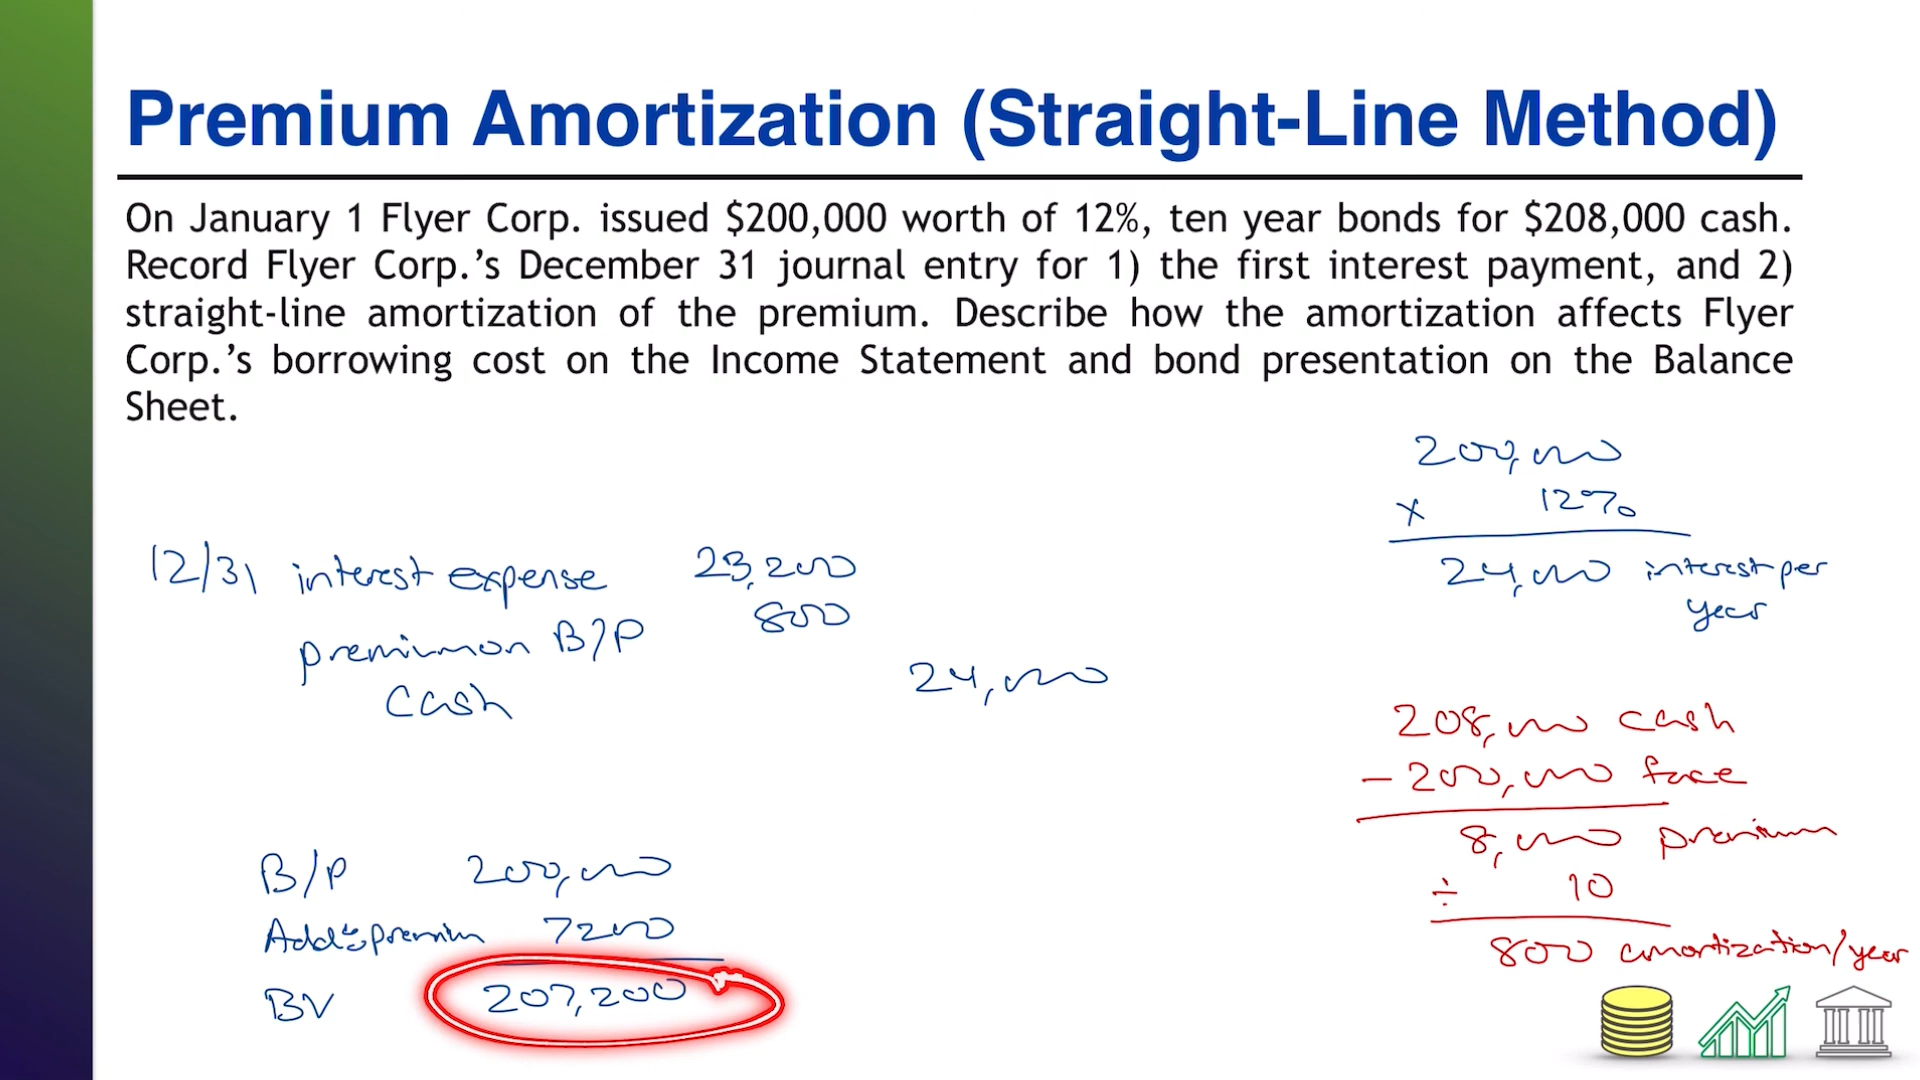 Premium Amortization (Straight-Line Method)
On January 1 Flyer Corp. issued $200,000 worth of 12%, ten year bonds for $208,000 cash.
Record Flyer Corp.’s December 31 journal entry for 1) the first interest payment, and 2)
straight-line amortization of the premium. Describe how the amortization affects Flyer
Corp.’s borrowing cost on the Income Statement and bond presentation on the Balance
Sheet.
200,000
x 12%
24,000 interest per
year
12/31 interest expense 23,200
premium on B/P 800
Cash 24,000
208,000 cash
- 200,000 face
8,000 premium
÷ 10
800 amortization/year
B/P 200,000
Add: premium 7200
BV 207,200